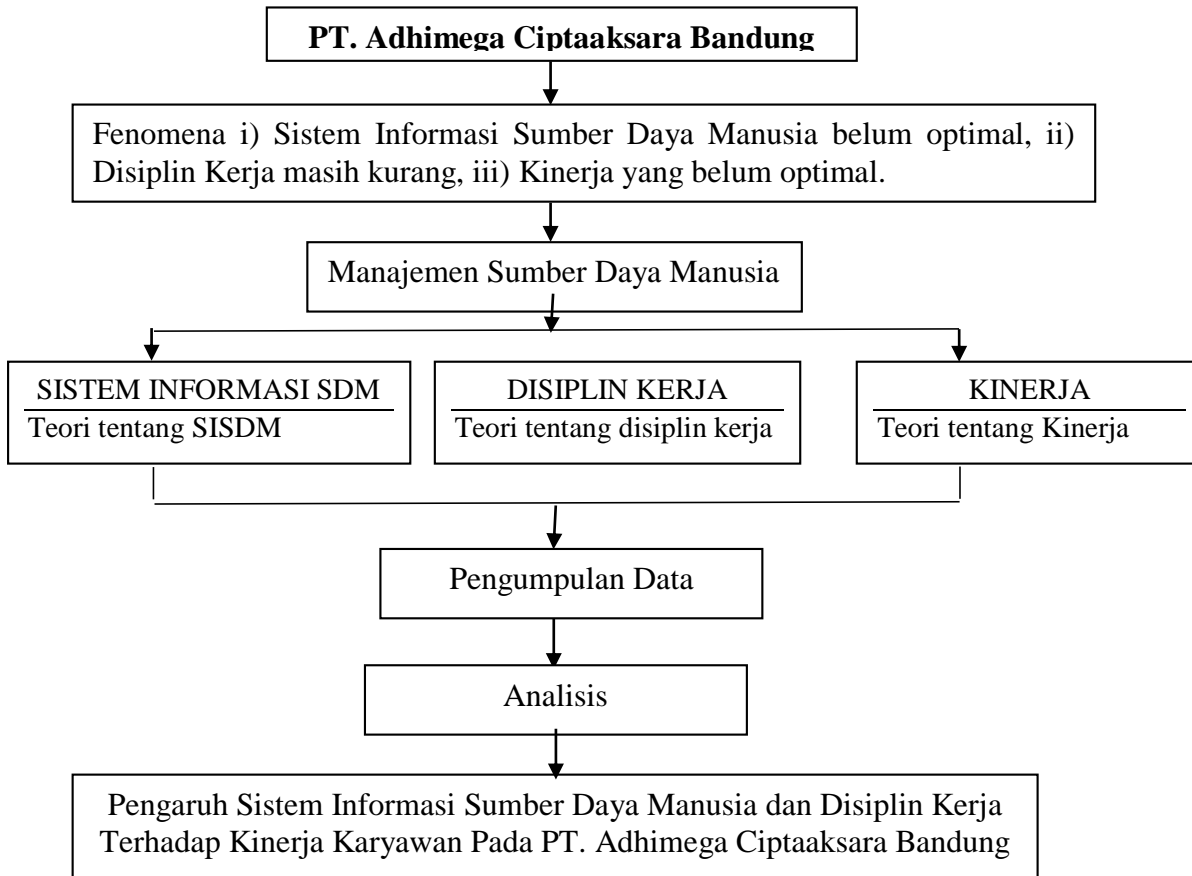 PT. Adhimega Ciptaaksara Bandung
Fenomena i) Sistem Informasi Sumber Daya Manusia belum optimal, ii)
Disiplin Kerja masih kurang, iii) Kinerja yang belum optimal.
Manajemen Sumber Daya Manusia
SISTEM INFORMASI SDM
Teori tentang SISDM
DISIPLIN KERJA
Teori tentang disiplin kerja
KINERJA
Teori tentang Kinerja
Pengumpulan Data
Analisis
Pengaruh Sistem Informasi Sumber Daya Manusia dan Disiplin Kerja
Terhadap Kinerja Karyawan Pada PT. Adhimega Ciptaaksara Bandung